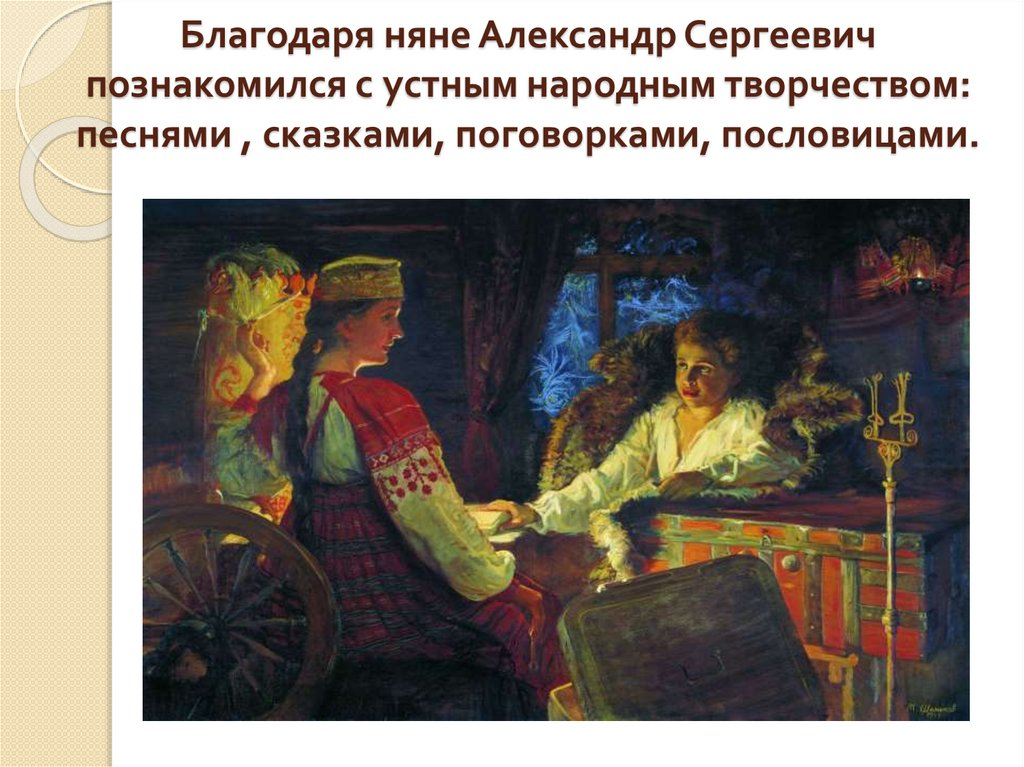 Благодаря няне Александр Сергеевич
познакомился с устным народным творчеством:
песнями , сказками, поговорками, пословицами.